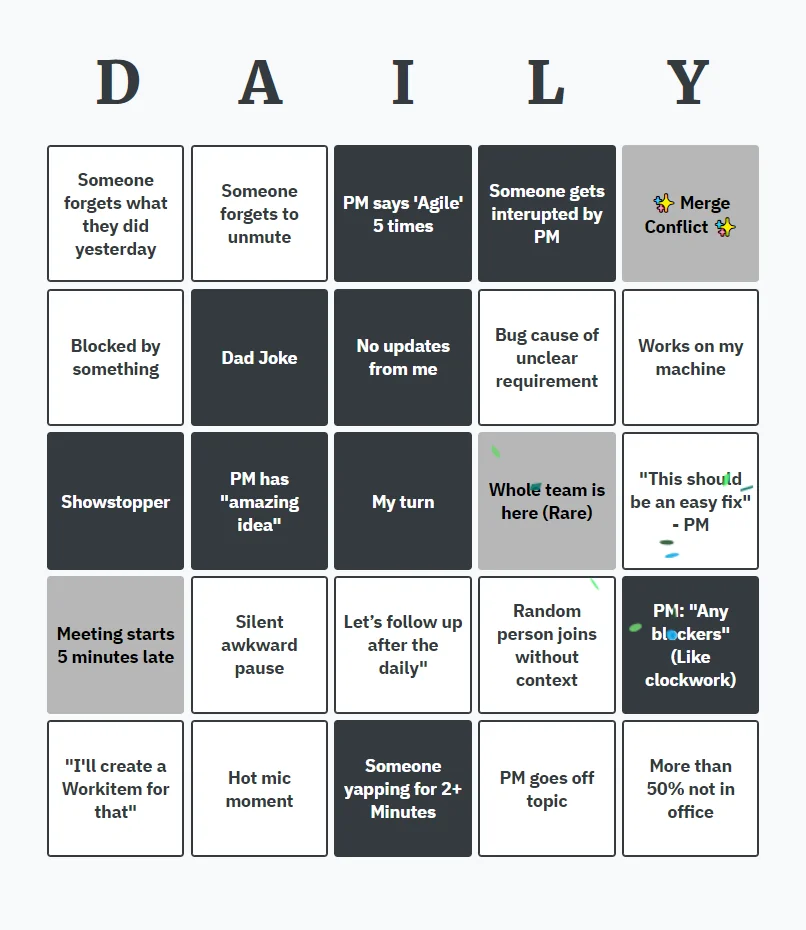 D A I L Y
Someone
forgets what
they did
yesterday
Someone
forgets to
unmute
PM says 'Agile'
5 times
Someone gets
interupted by
PM
✨ Merge
Conflict ✨
Blocked by
something
Dad Joke
No updates
from me
Bug cause of
unclear
requirement
Works on my
machine
Showstopper
PM has
"amazing
idea"
My turn
Whole team is
here (Rare)
"This should
be an easy fix"
- PM
Meeting starts
5 minutes late
Silent
awkward
pause
Let’s follow up
after the
daily"
Random
person joins
without
context
PM: "Any
blockers"
(Like
clockwork)
"I'll create a
Workitem for
that"
Hot mic
moment
Someone
yapping for 2+
Minutes
PM goes off
topic
More than
50% not in
office